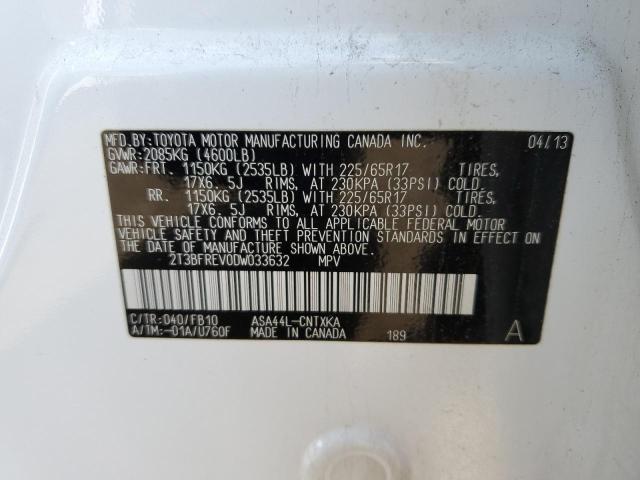 MFD.BY:TOYOTA MOTOR MANUFACTURING CANADA INC. 04/13
GVWR:2085KG (4600LB)
GAWR:FRT. 1150KG (2535LB) WITH 225/65R17 TIRES,
17X6. 5J RIMS, AT 230KPA (33PSI) COLD.
RR. 1150KG (2535LB) WITH 225/65R17 TIRES,
17X6. 5J RIMS, AT 230KPA (33PSI) COLD.
THIS VEHICLE CONFORMS TO ALL APPLICABLE FEDERAL MOTOR
VEHICLE SAFETY AND THEFT PREVENTION STANDARDS IN EFFECT ON
THE DATE OF MANUFACTURE SHOWN ABOVE.
2T3BFREV0DW033632 MPV
C/TR:040/FB10 ASA44L-CNTXKA
A/TM:-01A/U760F MADE IN CANADA 189 A